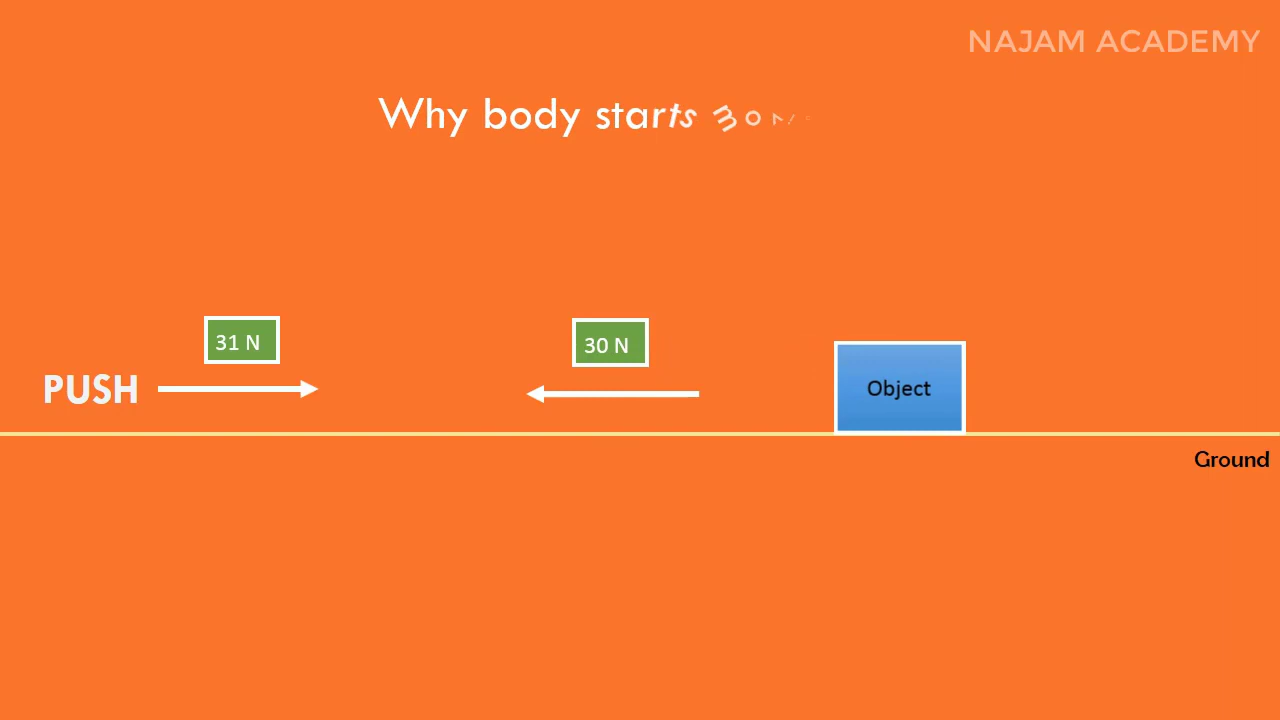 NAJAM ACADEMY
Why body starts
31 N
30 N
PUSH
Object
Ground